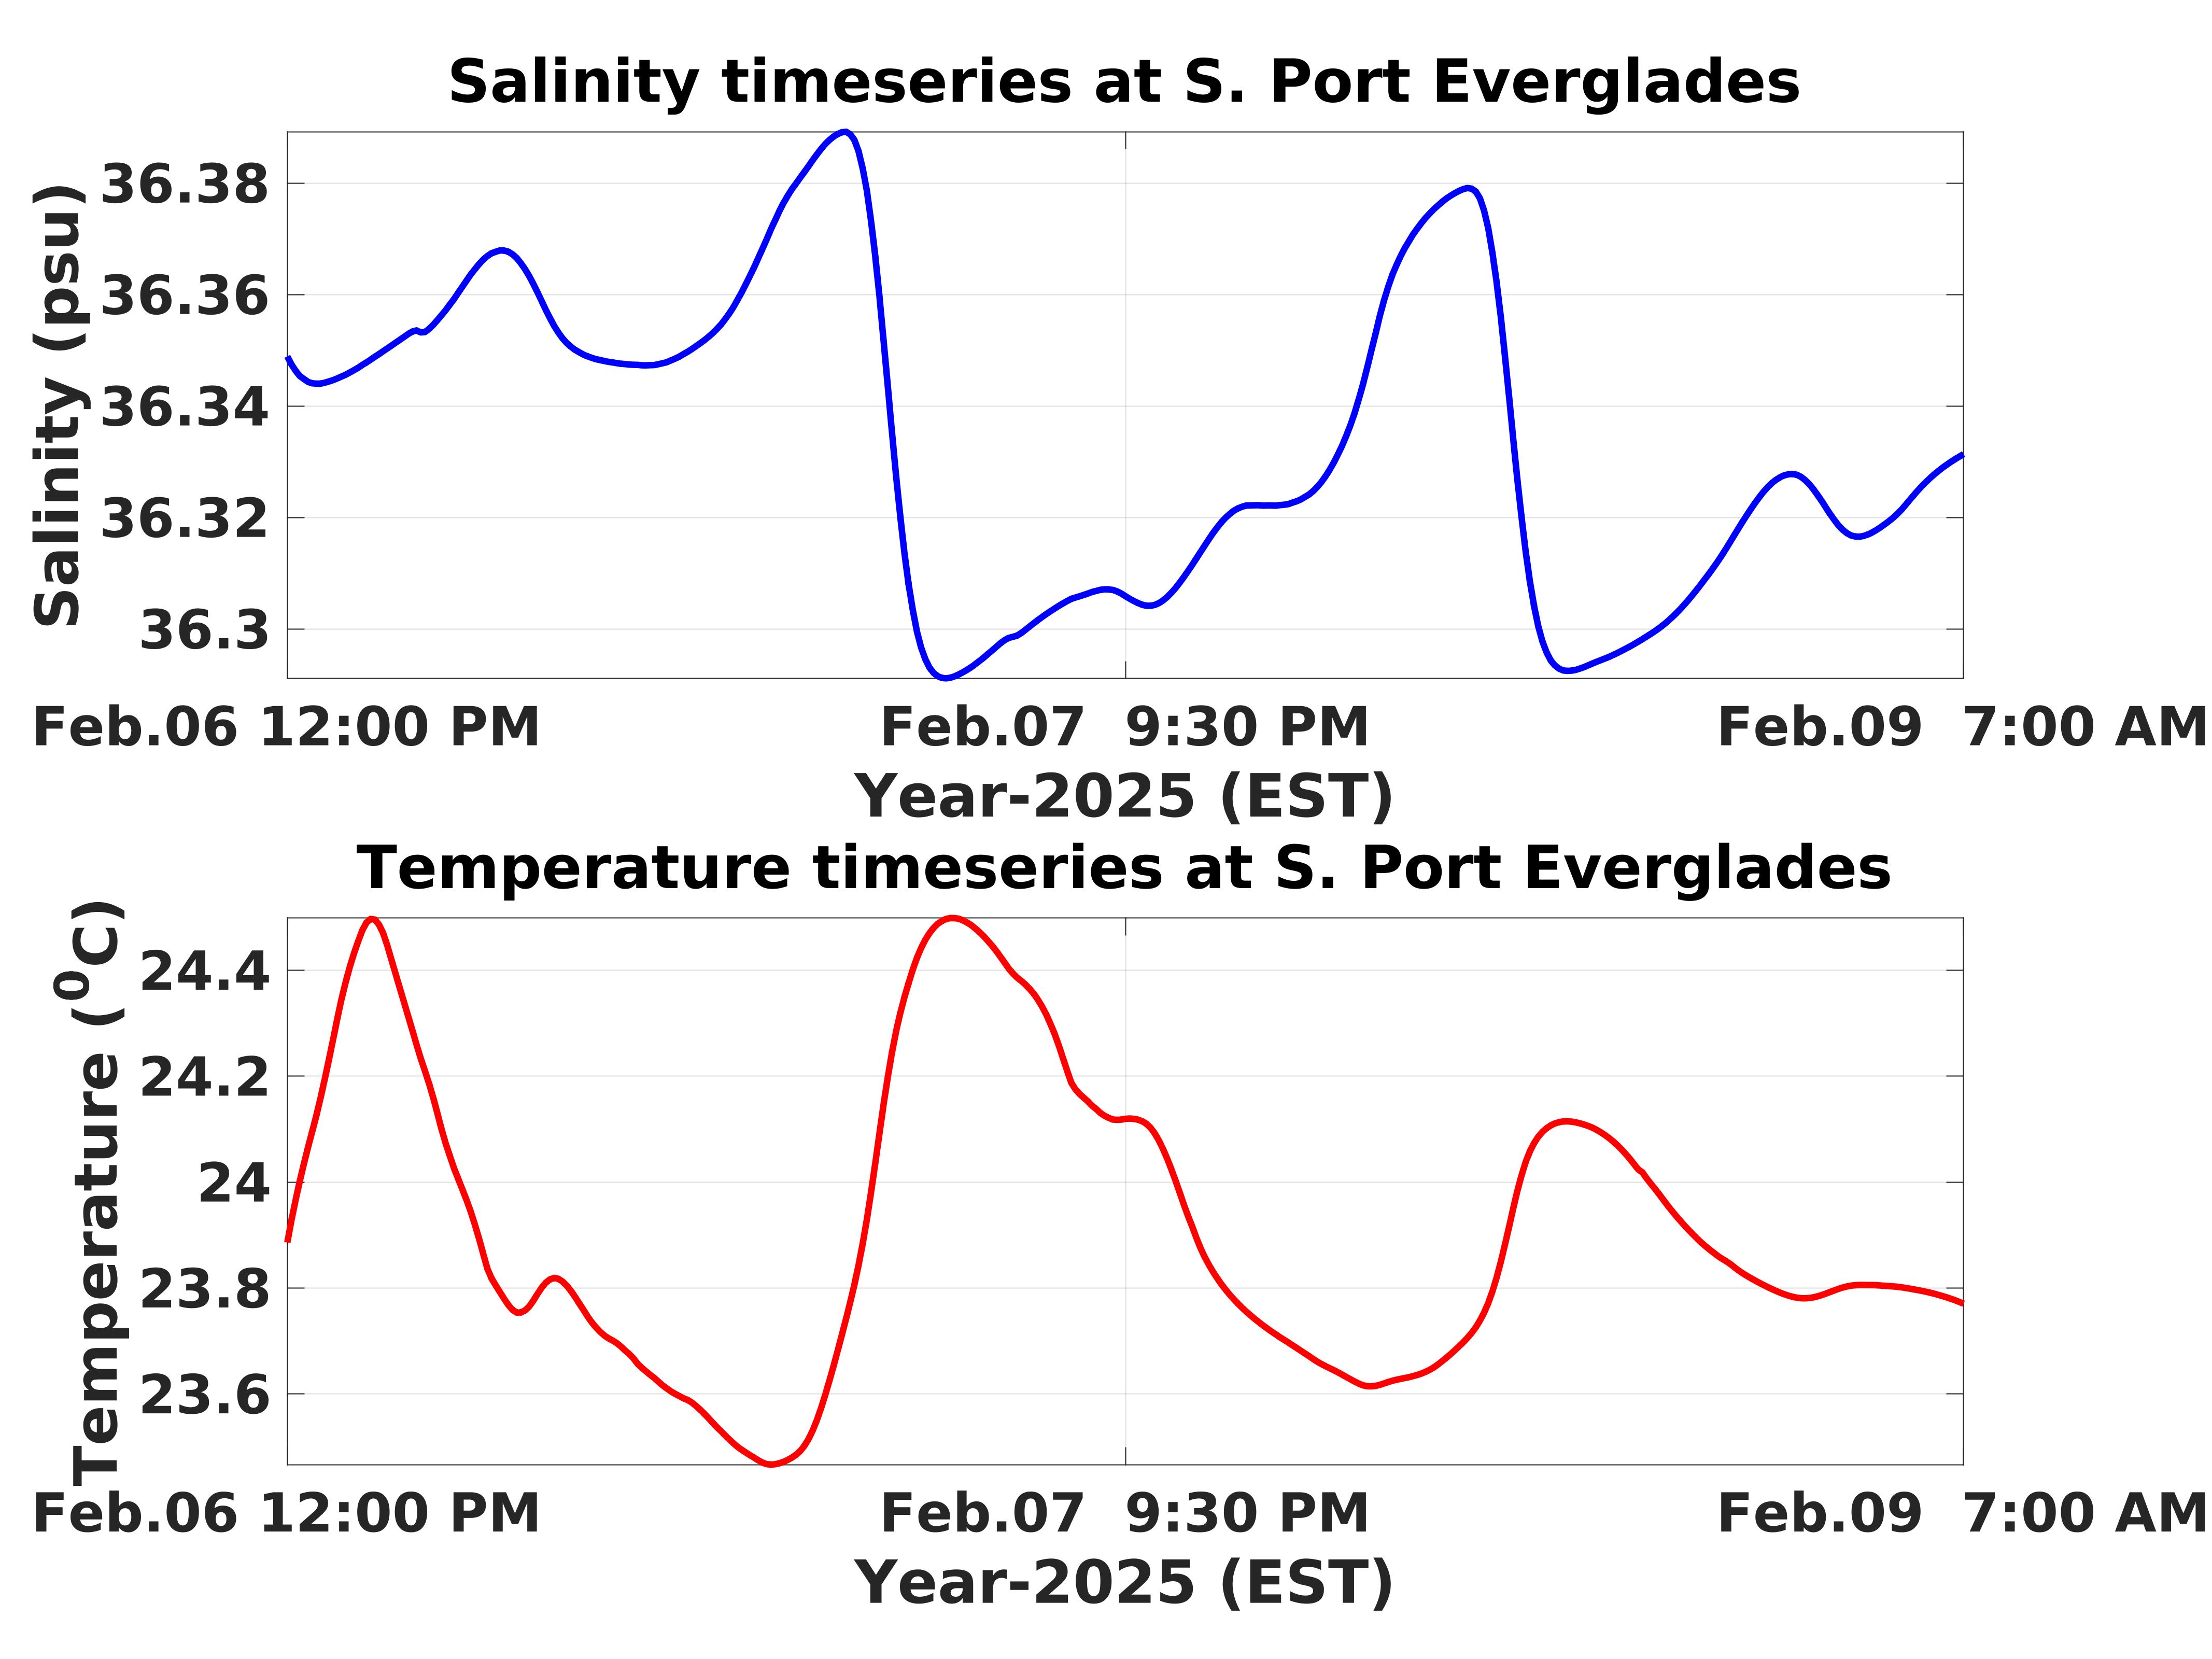 Salinity timeseries at S. Port Everglades
Salinity (psu)
36.38
36.36
36.34
36.32
36.3
Feb.06 12:00 PM
Feb.07  9:30 PM
Feb.09  7:00 AM
Year-2025 (EST)
Temperature timeseries at S. Port Everglades
Temperature (⁰C)
24.4
24.2
24
23.8
23.6
Feb.06 12:00 PM
Feb.07  9:30 PM
Feb.09  7:00 AM
Year-2025 (EST)